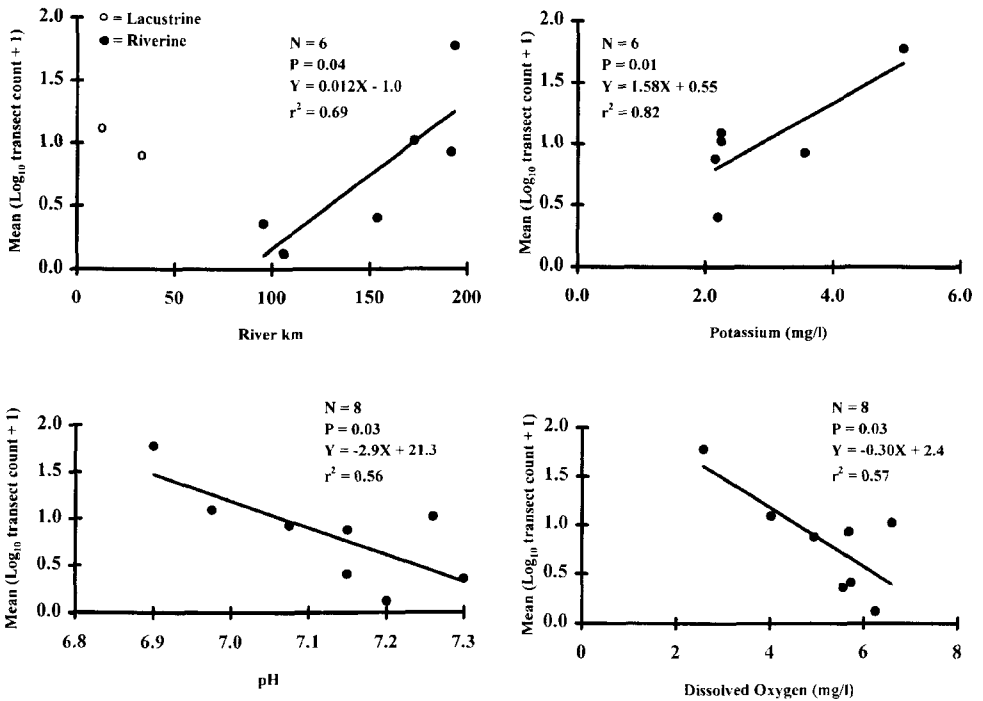 o = Lacustrine
● = Riverine
N = 6
P = 0.04
Y = 0.012X - 1.0
r² = 0.69
Mean (Log₁₀ transect count + 1)
2.0
1.5
1.0
0.5
0.0
0 50 100 150 200
River km
N = 6
P = 0.01
Y = 1.58X + 0.55
r² = 0.82
Mean (Log₁₀ transect count + 1)
2.0
1.5
1.0
0.5
0.0
0.0 2.0 4.0 6.0
Potassium (mg/l)
N = 8
P = 0.03
Y = -2.9X + 21.3
r² = 0.56
Mean (Log₁₀ transect count + 1)
2.0
1.5
1.0
0.5
0.0
6.8 6.9 7.0 7.1 7.2 7.3
pH
N = 8
P = 0.03
Y = -0.30X + 2.4
r² = 0.57
Mean (Log₁₀ transect count + 1)
2.0
1.5
1.0
0.5
0.0
0 2 4 6 8
Dissolved Oxygen (mg/l)